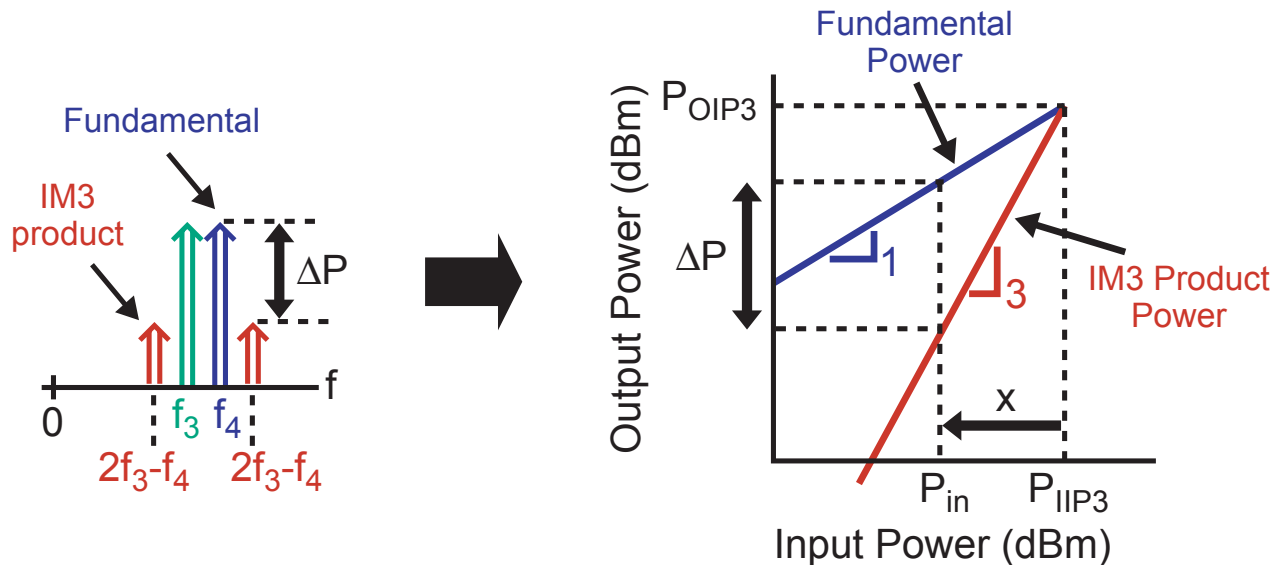 Fundamental
IM3
product
ΔP
f
0
f3
f4
2f3-f4
2f3-f4
Output Power (dBm)
POIP3
Fundamental
Power
ΔP
1
3
IM3 Product
Power
x
Pin
PIIP3
Input Power (dBm)